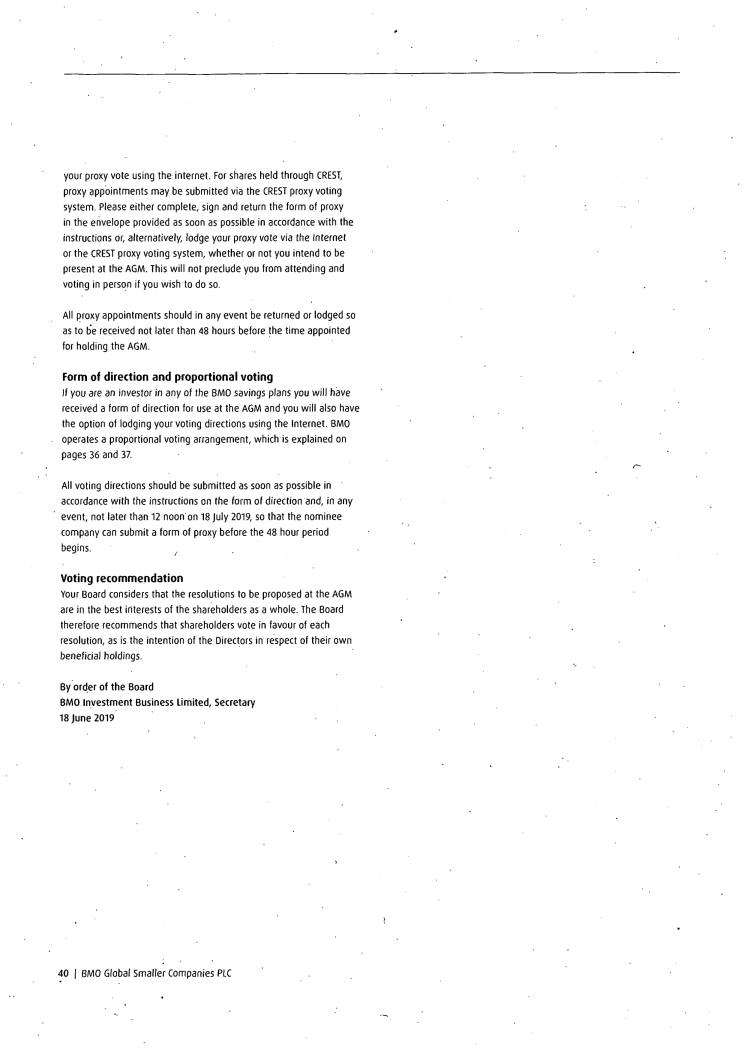 your proxy vote using the internet. For shares held through CREST,
proxy appointments may be submitted via the CREST proxy voting
system. Please either complete, sign and return the form of proxy
in the envelope provided as soon as possible in accordance with the
instructions or, alternatively, lodge your proxy vote via the Internet
or the CREST proxy voting system, whether or not you intend to be
present at the AGM. This will not preclude you from attending and
voting in person if you wish to do so.
All proxy appointments should in any event be returned or lodged so
as to be received not later than 48 hours before the time appointed
for holding the AGM.
Form of direction and proportional voting
If you are an investor in any of the BMO savings plans you will have
received a form of direction for use at the AGM and you will also have
the option of lodging your voting directions using the Internet. BMO
operates a proportional voting arrangement, which is explained on
pages 36 and 37.
All voting directions should be submitted as soon as possible in
accordance with the instructions on the form of direction and, in any
event, not later than 12 noon on 18 July 2019, so that the nominee
company can submit a form of proxy before the 48 hour period
begins.
Voting recommendation
Your Board considers that the resolutions to be proposed at the AGM
are in the best interests of the shareholders as a whole. The Board
therefore recommends that shareholders vote in favour of each
resolution, as is the intention of the Directors in respect of their own
beneficial holdings.
By order of the Board
BMO Investment Business Limited, Secretary
18 June 2019
40 | BMO Global Smaller Companies PLC